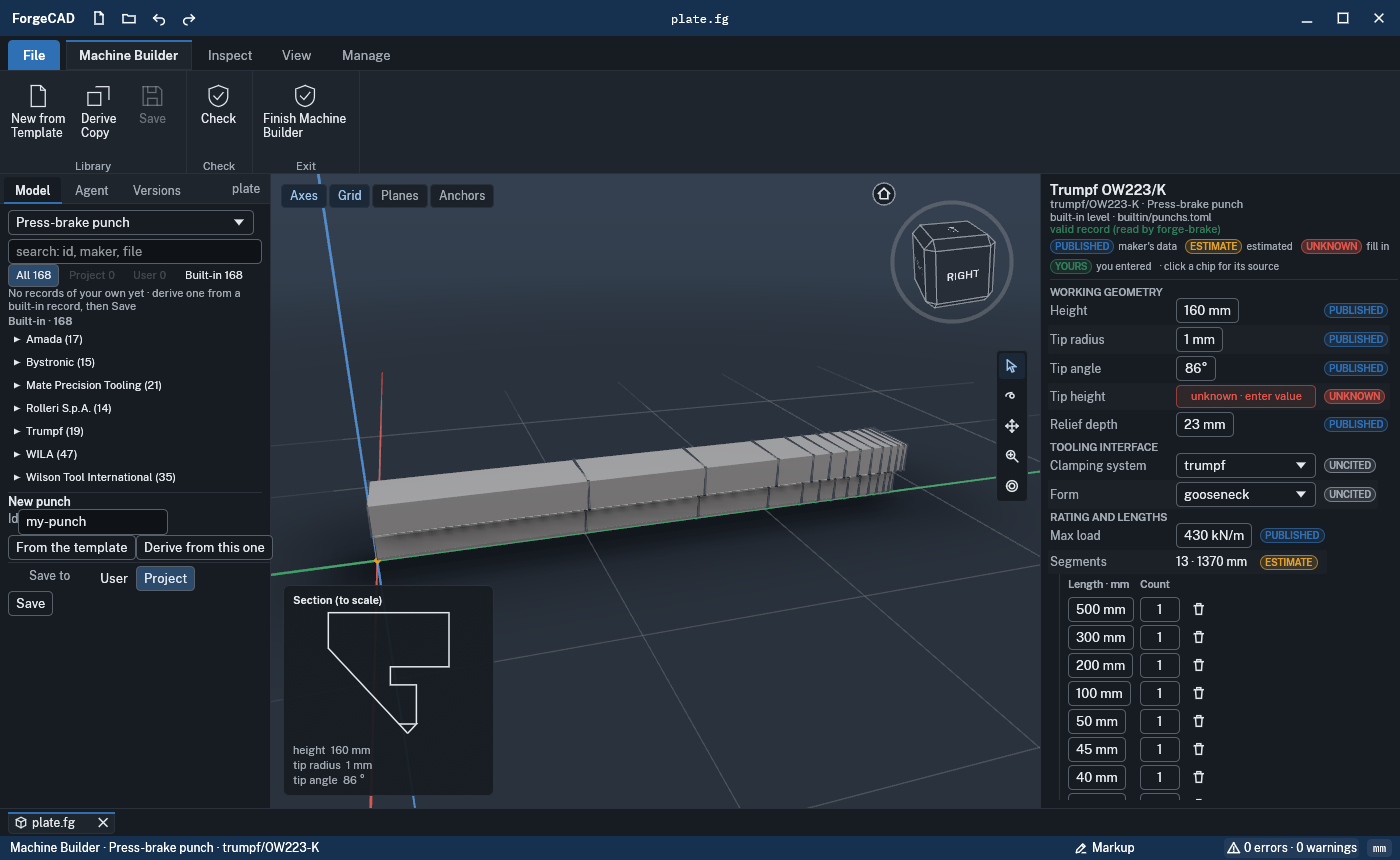 ForgeCAD
plate.fg
File
Machine Builder
Inspect
View
Manage
New from Template
Derive Copy
Save
Check
Finish Machine Builder
Library
Check
Exit
Model
Agent
Versions
plate
Press-brake punch
search: id, maker, file
All 168
Project 0
User 0
Built-in 168
No records of your own yet · derive one from a
built-in record, then Save
Built-in · 168
Amada (17)
Bystronic (15)
Mate Precision Tooling (21)
Rolleri S.p.A. (14)
Trumpf (19)
WILA (47)
Wilson Tool International (35)
New punch
Id
my-punch
From the template
Derive from this one
Save to
User
Project
Save
Axes
Grid
Planes
Anchors
RIGHT
Section (to scale)
height 160 mm
tip radius 1 mm
tip angle 86 °
Trumpf OW223/K
trumpf/OW223-K · Press-brake punch
built-in level · builtin/punchs.toml
valid record (read by forge-brake)
PUBLISHED maker's data ESTIMATE estimated UNKNOWN fill in
YOURS you entered · click a chip for its source
WORKING GEOMETRY
Height 160 mm PUBLISHED
Tip radius 1 mm PUBLISHED
Tip angle 86° PUBLISHED
Tip height unknown · enter value UNKNOWN
Relief depth 23 mm PUBLISHED
TOOLING INTERFACE
Clamping system trumpf UNCITED
Form gooseneck UNCITED
RATING AND LENGTHS
Max load 430 kN/m PUBLISHED
Segments 13 · 1370 mm ESTIMATE
Length · mm Count
500 mm 1
300 mm 1
200 mm 1
100 mm 1
50 mm 1
45 mm 1
40 mm 1
plate.fg
Machine Builder · Press-brake punch · trumpf/OW223-K
Markup
0 errors · 0 warnings
mm